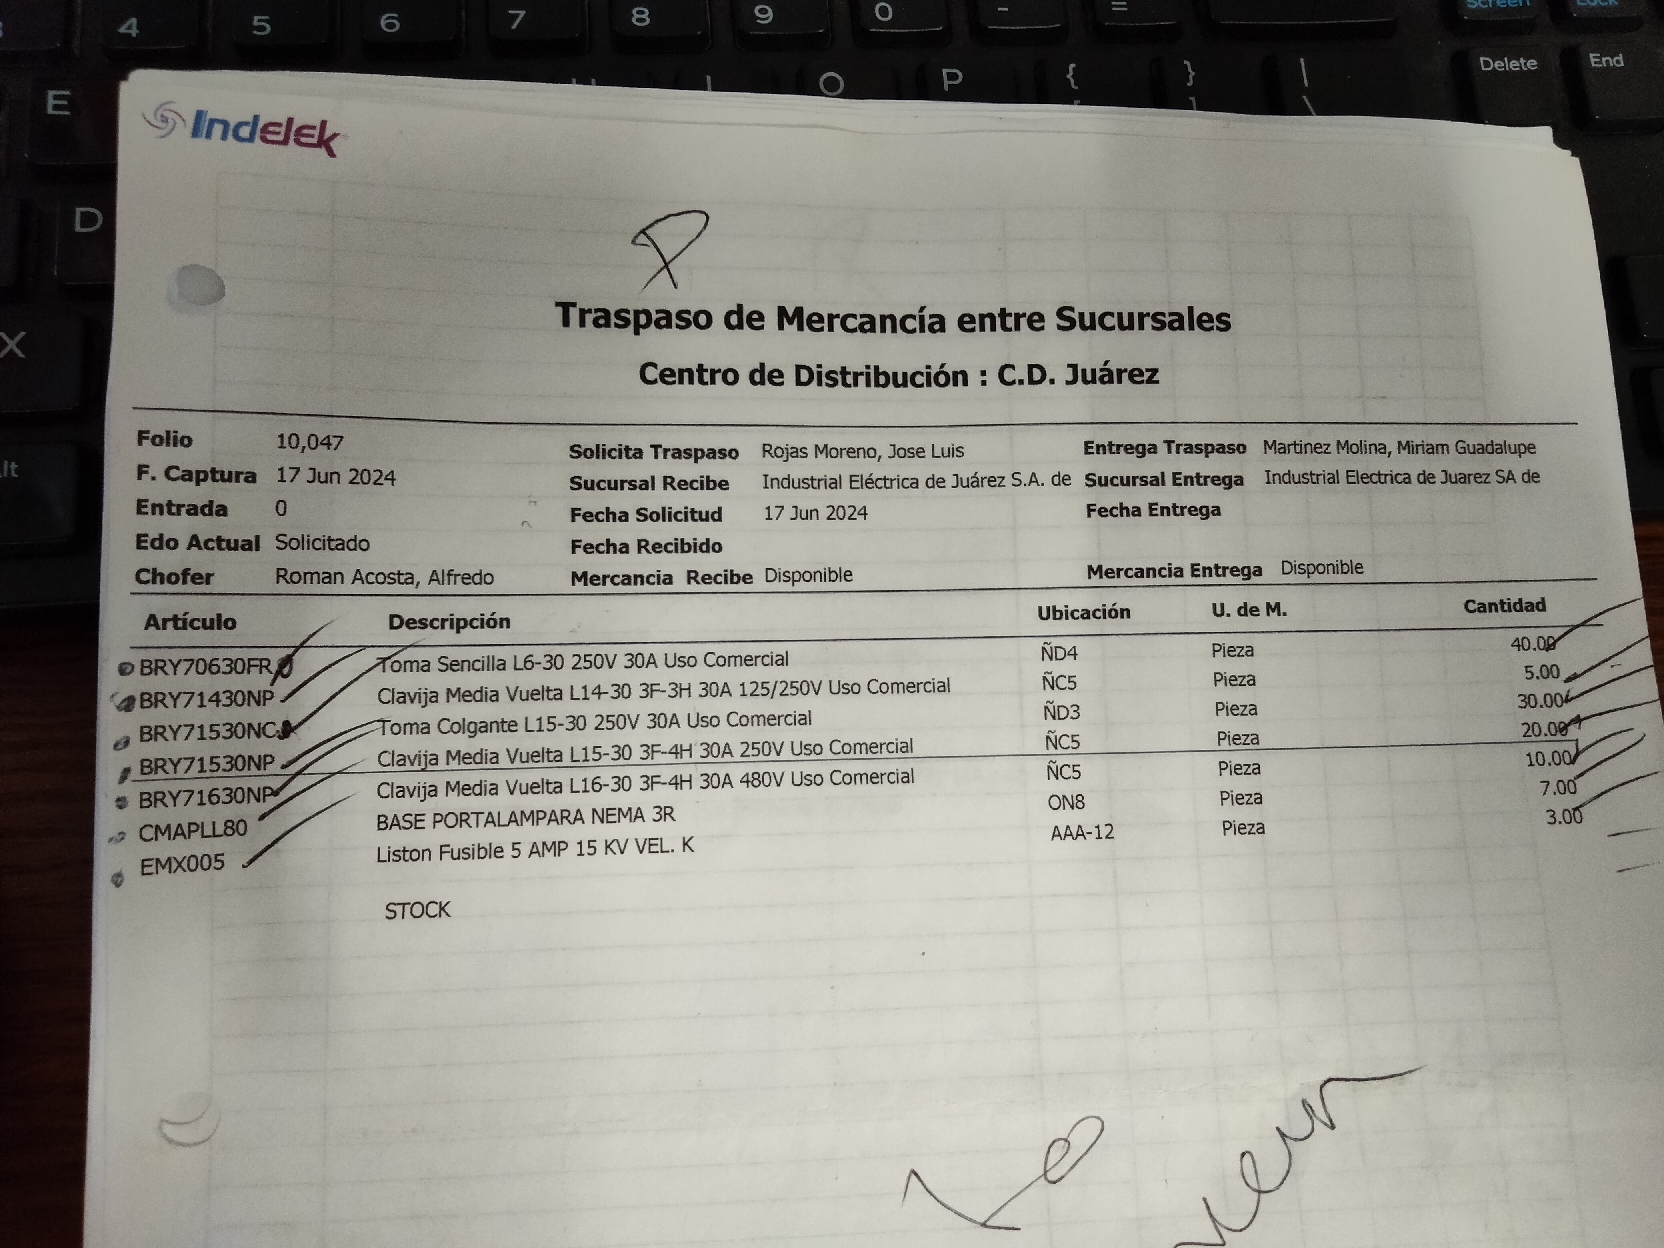 4 5 6 7 8 9 0 - =
Delete End
E O P { } |
D
X
Indelek
P
Traspaso de Mercancía entre Sucursales
Centro de Distribución : C.D. Juárez
Folio 10,047 Solicita Traspaso Rojas Moreno, Jose Luis Entrega Traspaso Martinez Molina, Miriam Guadalupe
F. Captura 17 Jun 2024 Sucursal Recibe Industrial Eléctrica de Juárez S.A. de Sucursal Entrega Industrial Electrica de Juarez SA de
Entrada 0 Fecha Solicitud 17 Jun 2024 Fecha Entrega
Edo Actual Solicitado Fecha Recibido
Chofer Roman Acosta, Alfredo Mercancia Recibe Disponible Mercancia Entrega Disponible
Artículo Descripción Ubicación U. de M. Cantidad
BRY70630FR Toma Sencilla L6-30 250V 30A Uso Comercial ÑD4 Pieza 40.00
BRY71430NP Clavija Media Vuelta L14-30 3F-3H 30A 125/250V Uso Comercial ÑC5 Pieza 5.00
BRY71530NC Toma Colgante L15-30 250V 30A Uso Comercial ÑD3 Pieza 30.00
BRY71530NP Clavija Media Vuelta L15-30 3F-4H 30A 250V Uso Comercial ÑC5 Pieza 20.00
BRY71630NP Clavija Media Vuelta L16-30 3F-4H 30A 480V Uso Comercial ÑC5 Pieza 10.00
CMAPLL80 BASE PORTALAMPARA NEMA 3R ON8 Pieza 7.00
EMX005 Liston Fusible 5 AMP 15 KV VEL. K AAA-12 Pieza 3.00
STOCK